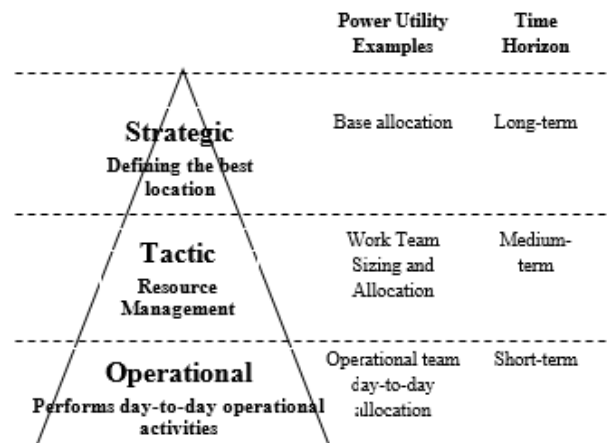 Power Utility Examples
Time Horizon
Strategic
Defining the best
location
Base allocation
Long-term
Tactic
Resource
Management
Work Team
Sizing and
Allocation
Medium-
term
Operational
Performs day-to-day operational
activities
Operational team
day-to-day
allocation
Short-term